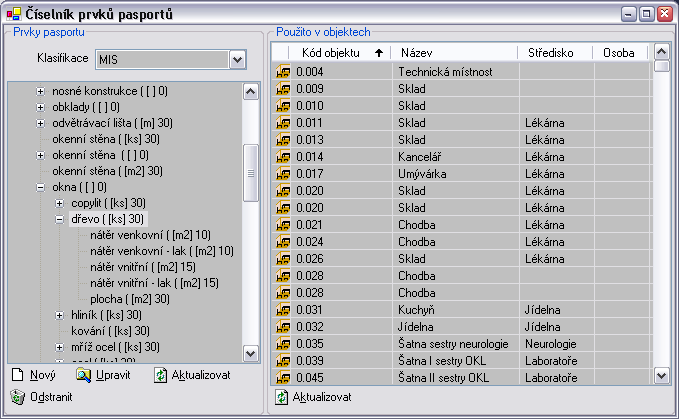 Číselník prvků pasportů
Prvky pasportu
Klasifikace MIS
nosné konstrukce ( [ ] 0)
obklady ( [ ] 0)
odvětrávací lišta ( [m] 30)
okenní stěna ( [ks] 30)
okenní stěna  ( [ ] 0)
okenní stěna ( [m2] 30)
okna ( [ ] 0)
copylit ( [ks] 30)
dřevo ( [ks] 30)
nátěr venkovní ( [m2] 10)
nátěr venkovní - lak ( [m2] 10)
nátěr vnitřní ( [m2] 15)
nátěr vnitřní - lak ( [m2] 15)
plocha ( [m2] 30)
hliník ( [ks] 30)
kování ( [ks] 30)
mříž ocel ( [ks] 30)
ocel ( [ks] 30)
Nový Upravit Aktualizovat
Odstranit
Použito v objektech
Kód objektu Název Středisko Osoba
0.004 Technická místnost
0.009 Sklad
0.010 Sklad
0.011 Sklad Lékárna
0.013 Sklad Lékárna
0.014 Kancelář Lékárna
0.017 Umývárka Lékárna
0.020 Sklad Lékárna
0.020 Sklad Lékárna
0.021 Chodba Lékárna
0.024 Chodba Lékárna
0.026 Sklad Lékárna
0.028 Chodba
0.028 Chodba
0.031 Kuchyň Jídelna
0.032 Jídelna Jídelna
0.035 Šatna sestry neurologie Neurologie
0.039 Šatna I sestry OKL Laboratoře
0.045 Šatna II sestry OKL Laboratoře
Aktualizovat